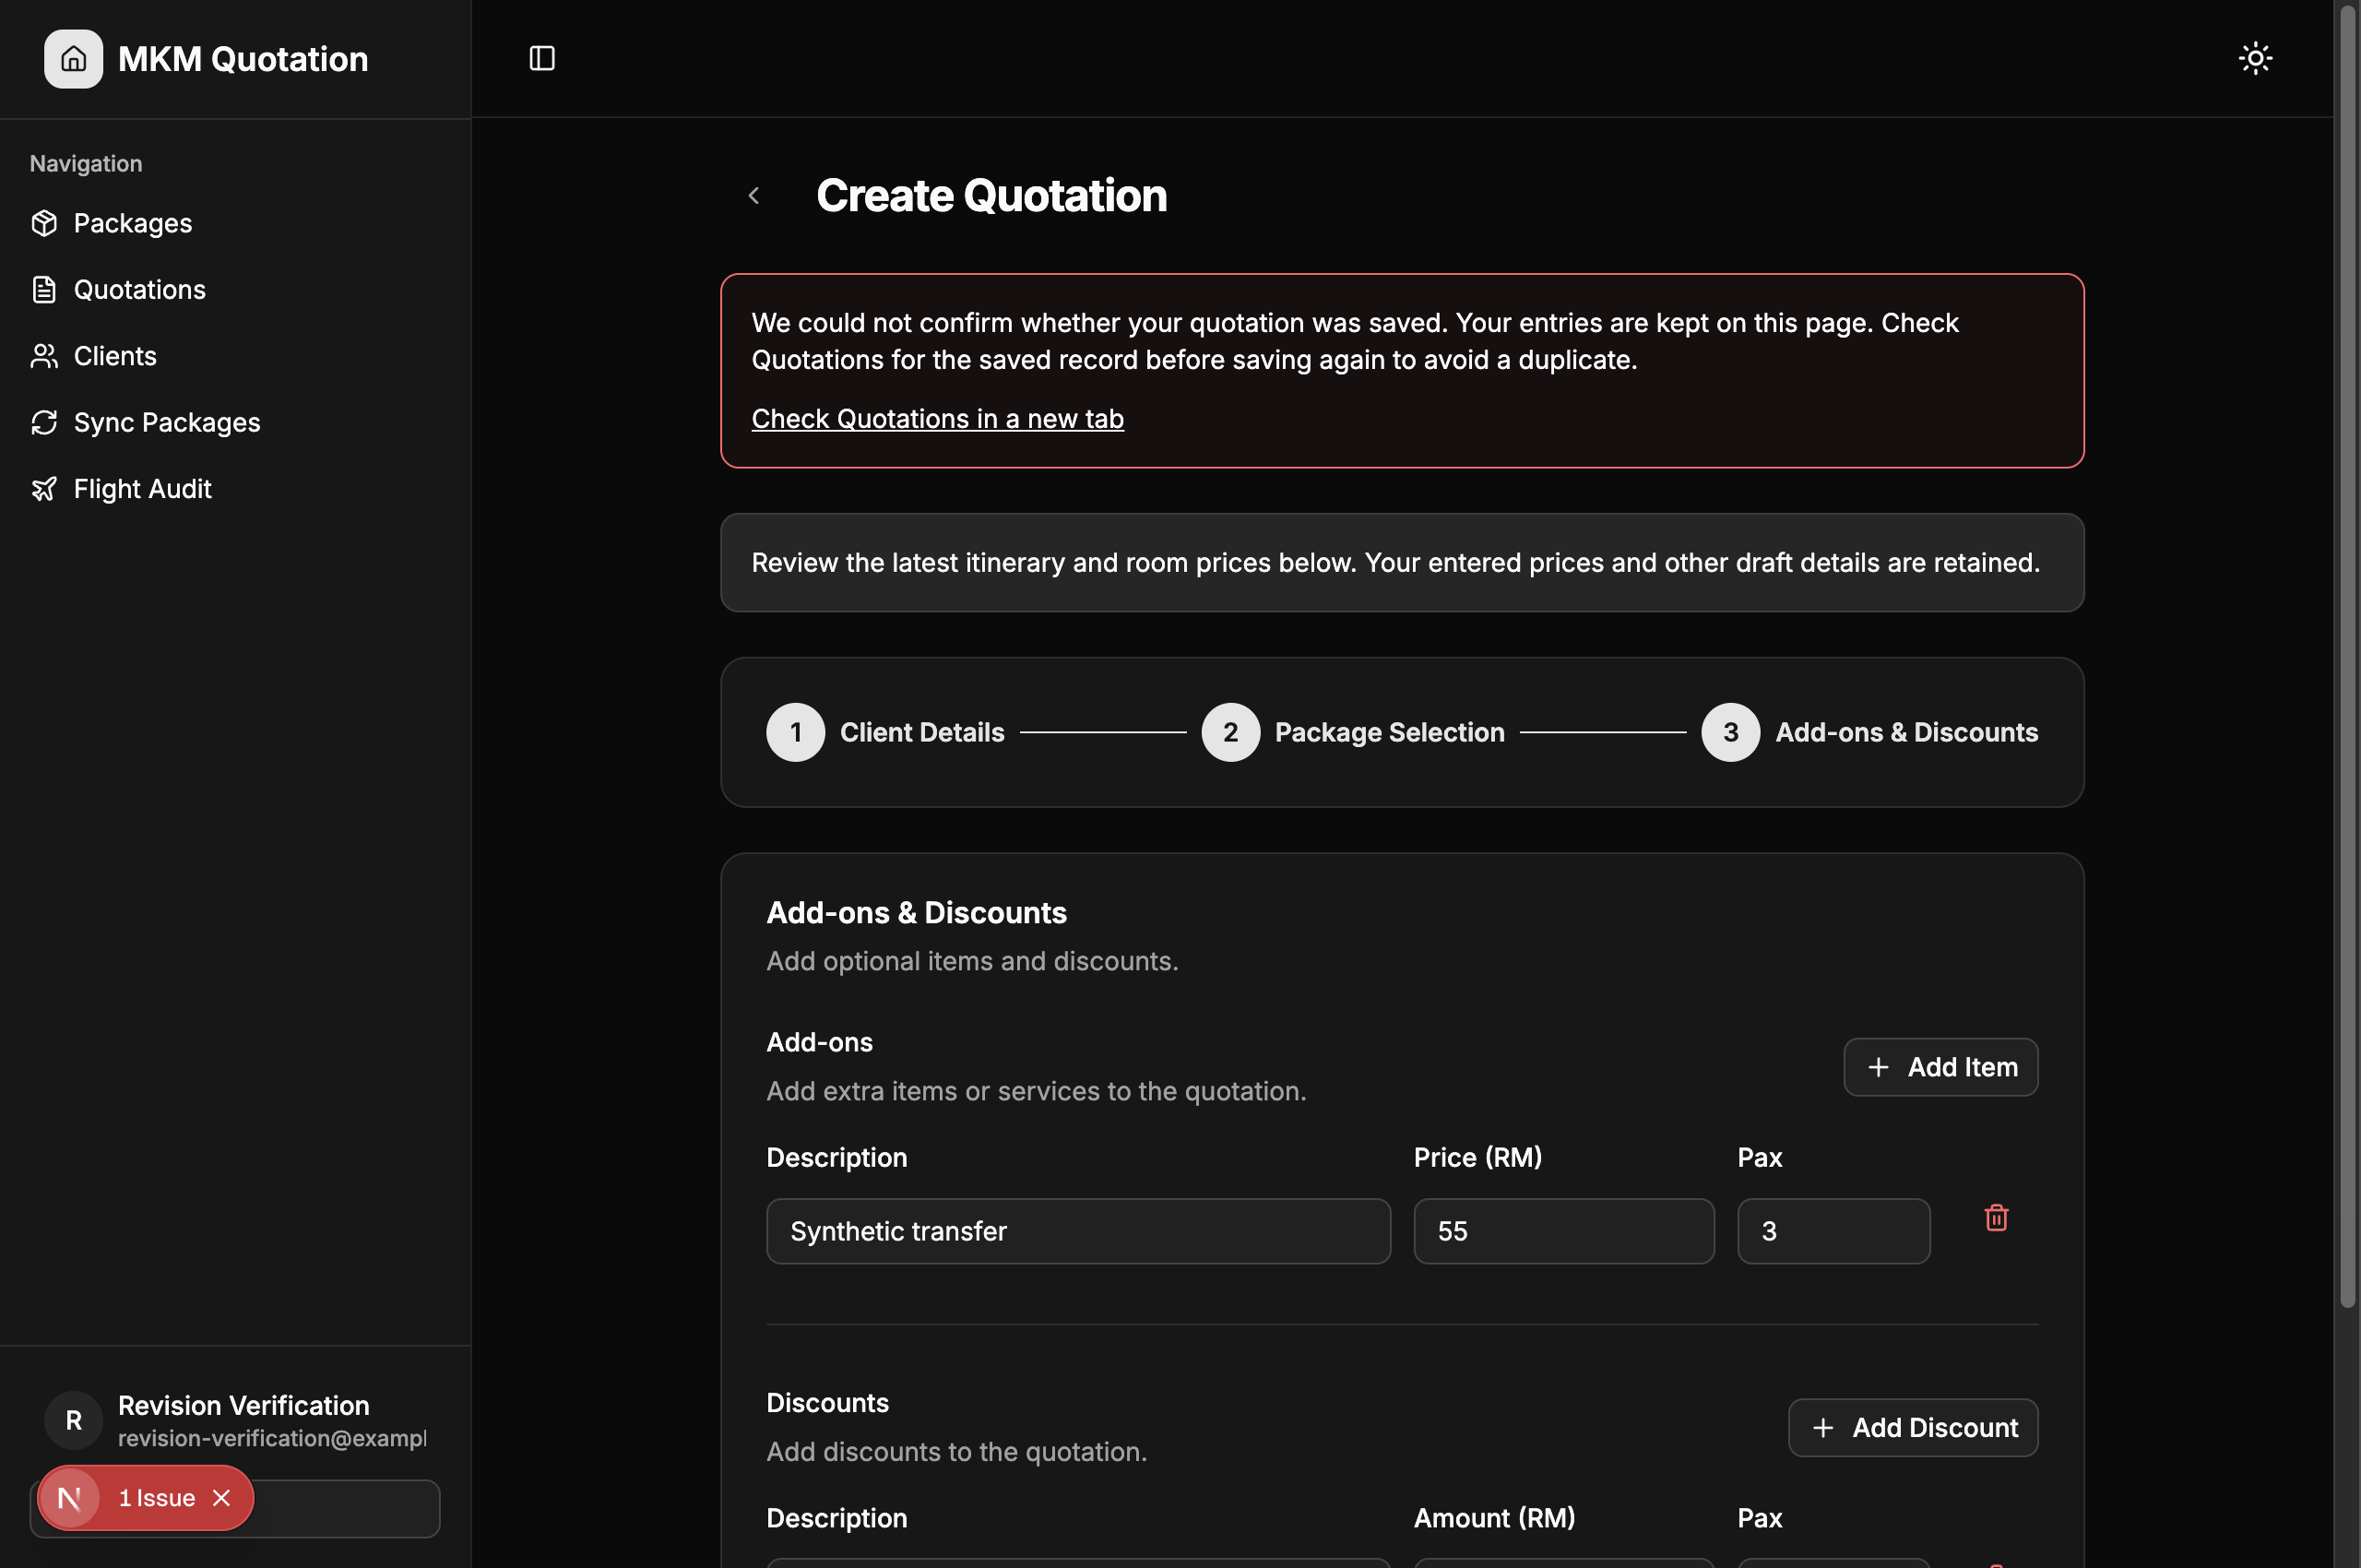 MKM Quotation
Navigation
Packages
Quotations
Clients
Sync Packages
Flight Audit
Create Quotation
We could not confirm whether your quotation was saved. Your entries are kept on this page. Check
Quotations for the saved record before saving again to avoid a duplicate.
Check Quotations in a new tab
Review the latest itinerary and room prices below. Your entered prices and other draft details are retained.
1 Client Details 2 Package Selection 3 Add-ons & Discounts
Add-ons & Discounts
Add optional items and discounts.
Add-ons
Add extra items or services to the quotation.
Add Item
Description Price (RM) Pax
Synthetic transfer 55 3
Discounts
Add discounts to the quotation.
Add Discount
Description Amount (RM) Pax
R
Revision Verification
revision-verification@exampl
N 1 Issue